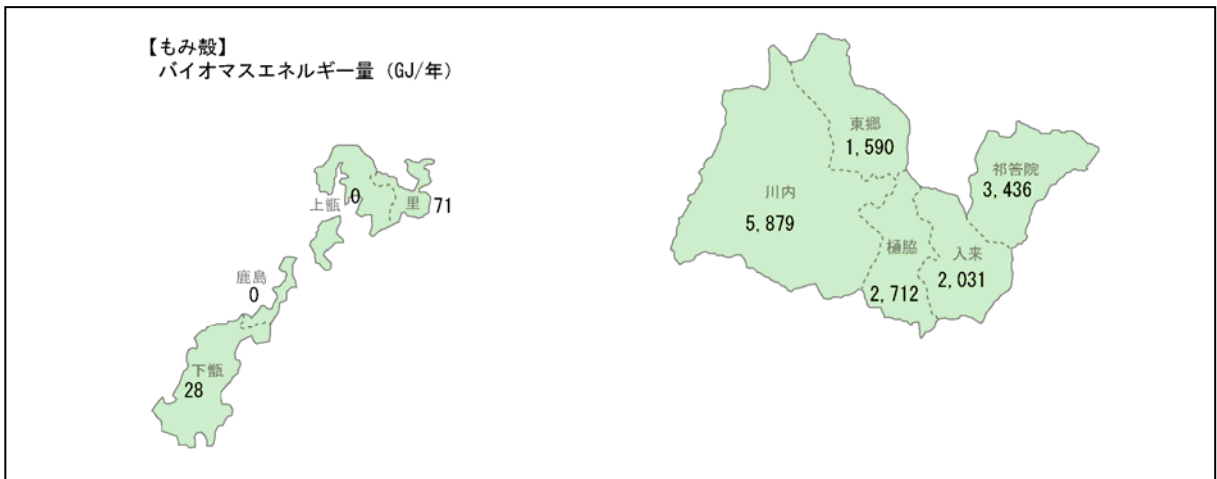 【もみ殻】
バイオマスエネルギー量（GJ/年）
東郷
1,590
祁答院
3,436
川内
5,879
樋脇
2,712
入来
2,031
上甑
0
里
71
鹿島
0
下甑
28